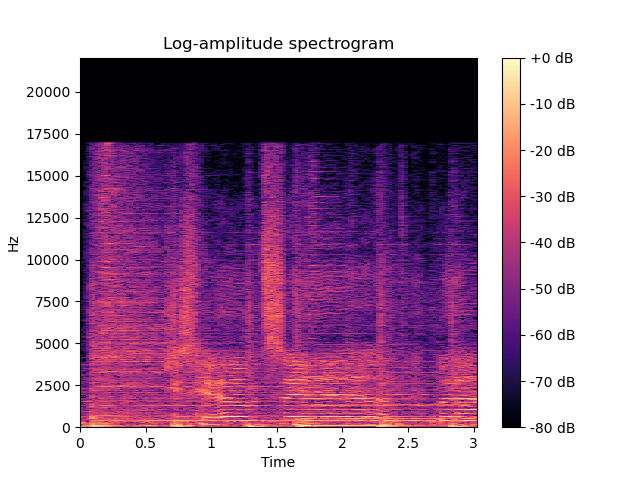 Log-amplitude spectrogram
Hz
20000
17500
15000
12500
10000
7500
5000
2500
0
0 0.5 1 1.5 2 2.5 3
Time
+0 dB
-10 dB
-20 dB
-30 dB
-40 dB
-50 dB
-60 dB
-70 dB
-80 dB